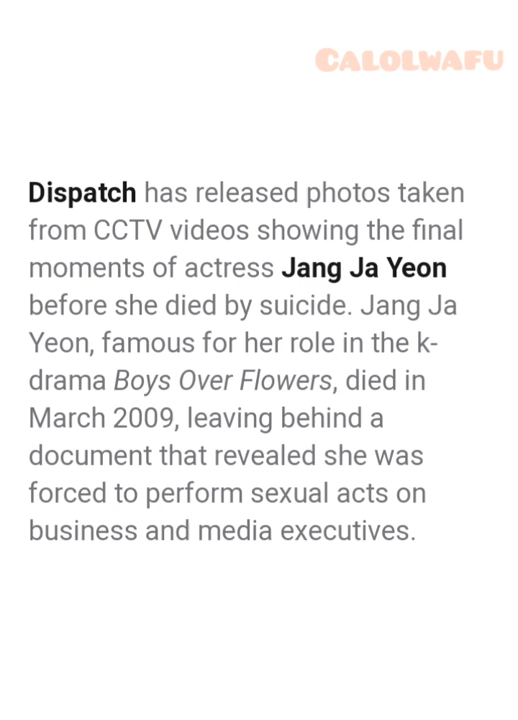 CALOLWAFU
Dispatch has released photos taken
from CCTV videos showing the final
moments of actress Jang Ja Yeon
before she died by suicide. Jang Ja
Yeon, famous for her role in the k-
drama Boys Over Flowers, died in
March 2009, leaving behind a
document that revealed she was
forced to perform sexual acts on
business and media executives.